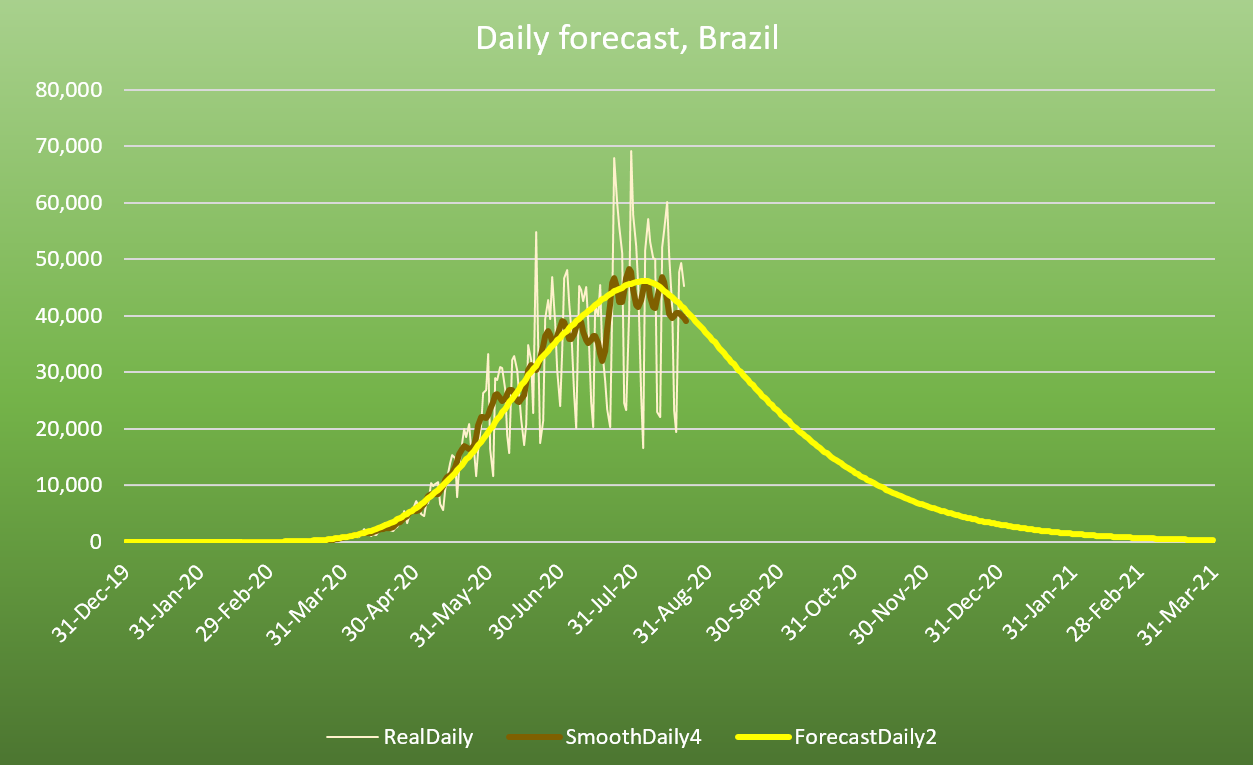 Daily forecast, Brazil
80,000
70,000
60,000
50,000
40,000
30,000
20,000
10,000
0
31-Dec-19
31-Jan-20
29-Feb-20
31-Mar-20
30-Apr-20
31-May-20
30-Jun-20
31-Jul-20
31-Aug-20
30-Sep-20
31-Oct-20
30-Nov-20
31-Dec-20
31-Jan-21
28-Feb-21
31-Mar-21
RealDaily
SmoothDaily4
ForecastDaily2